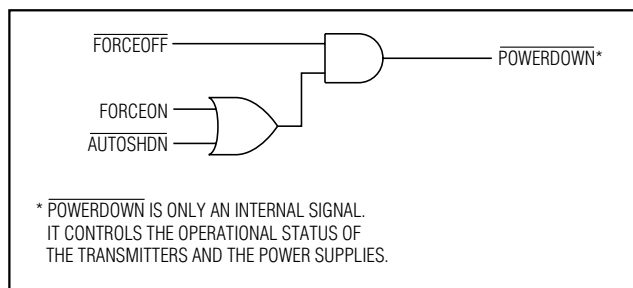 FORCEOFF
POWERDOWN*
FORCEON
AUTOSHDN
* POWERDOWN IS ONLY AN INTERNAL SIGNAL.
IT CONTROLS THE OPERATIONAL STATUS OF
THE TRANSMITTERS AND THE POWER SUPPLIES.